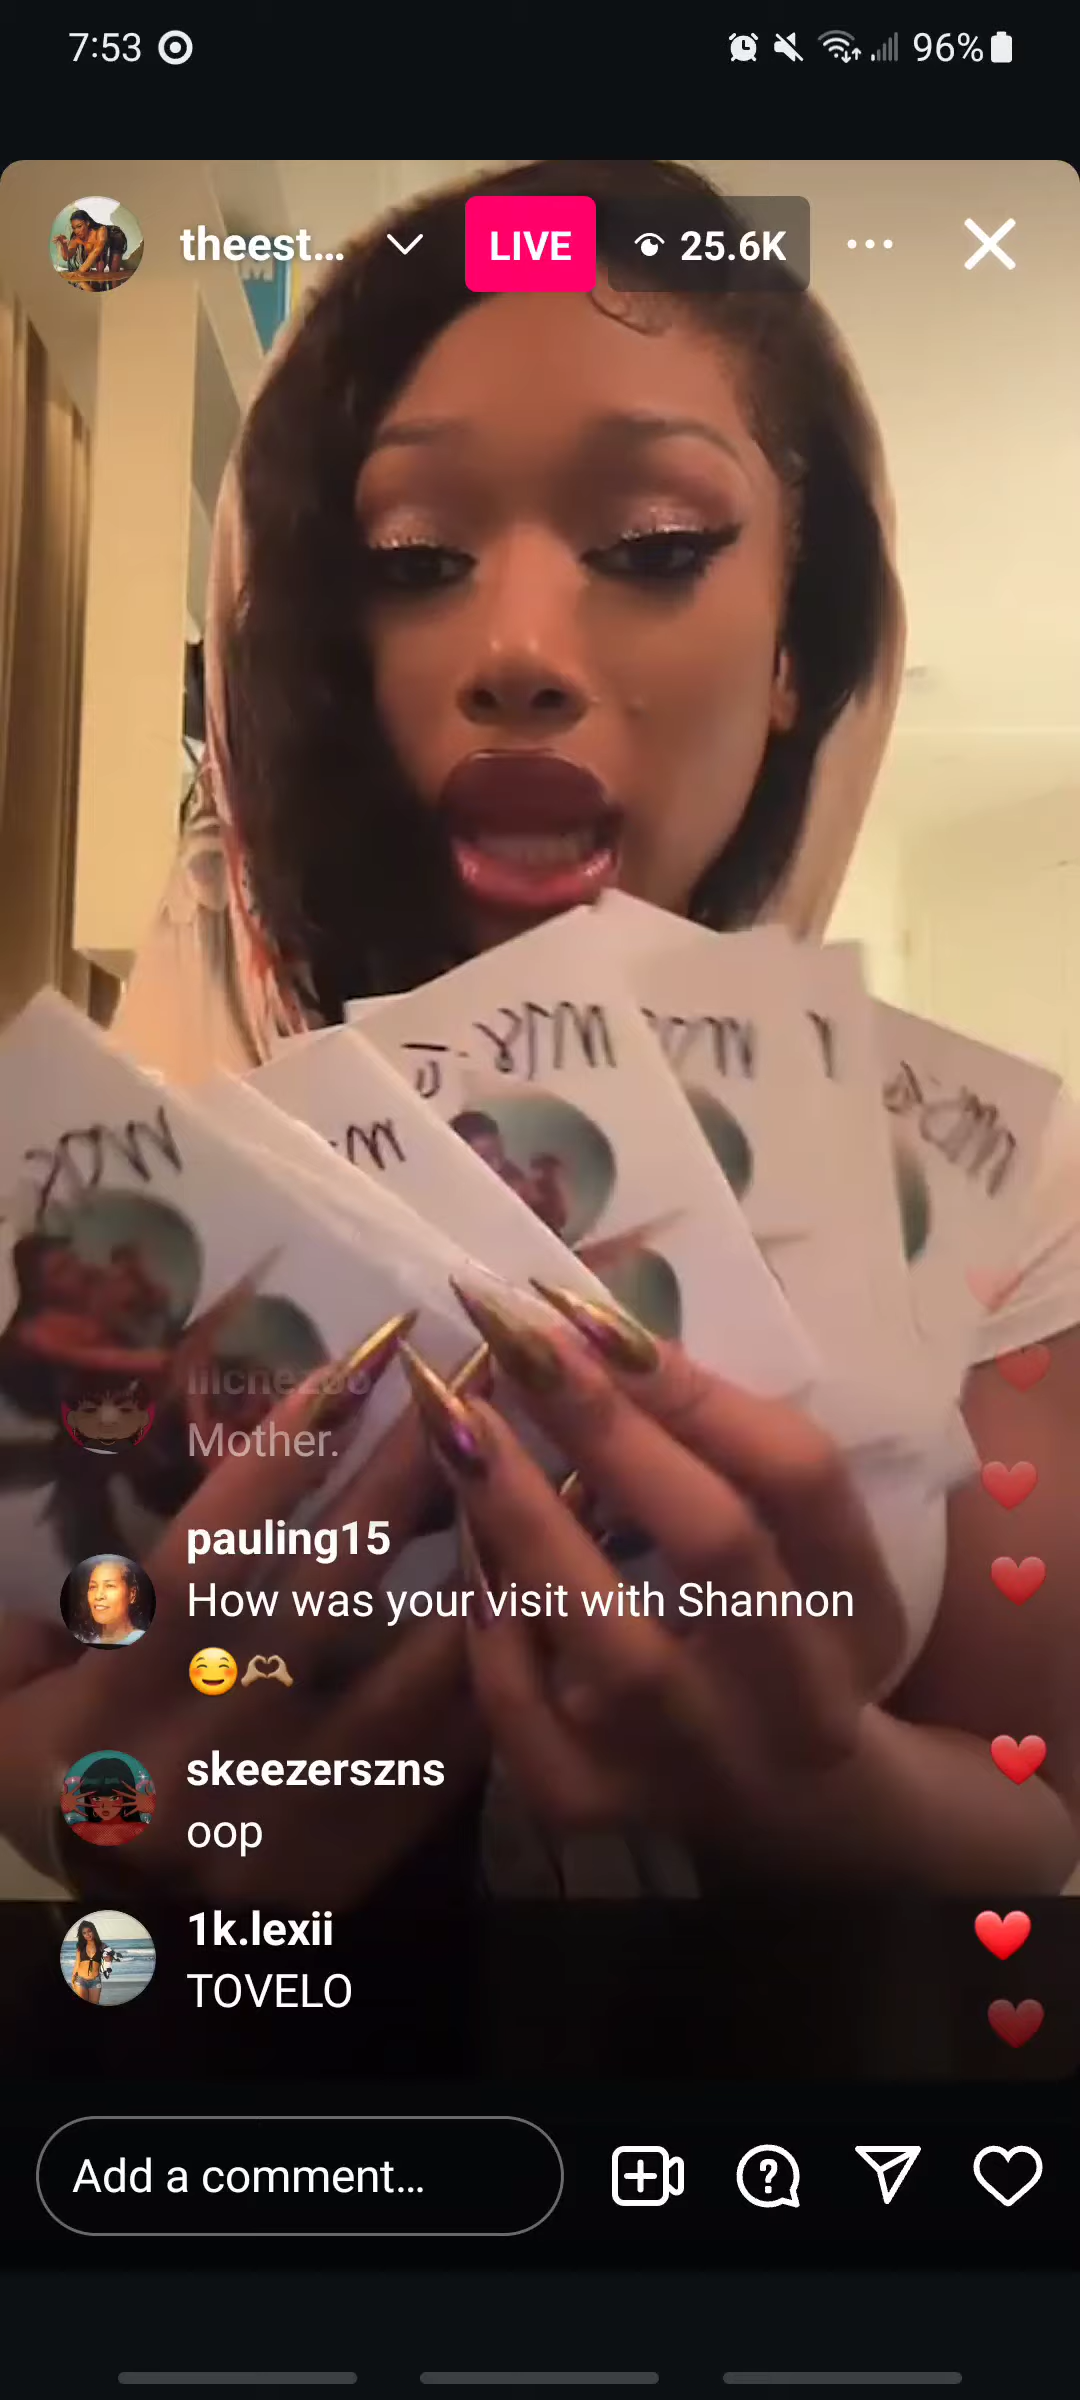 7:53 96%
theest... LIVE 25.6K
Mother.
pauling15
How was your visit with Shannon
😊🫶🏼
skeezerszns
oop
1k.lexii
TOVELO
Add a comment...